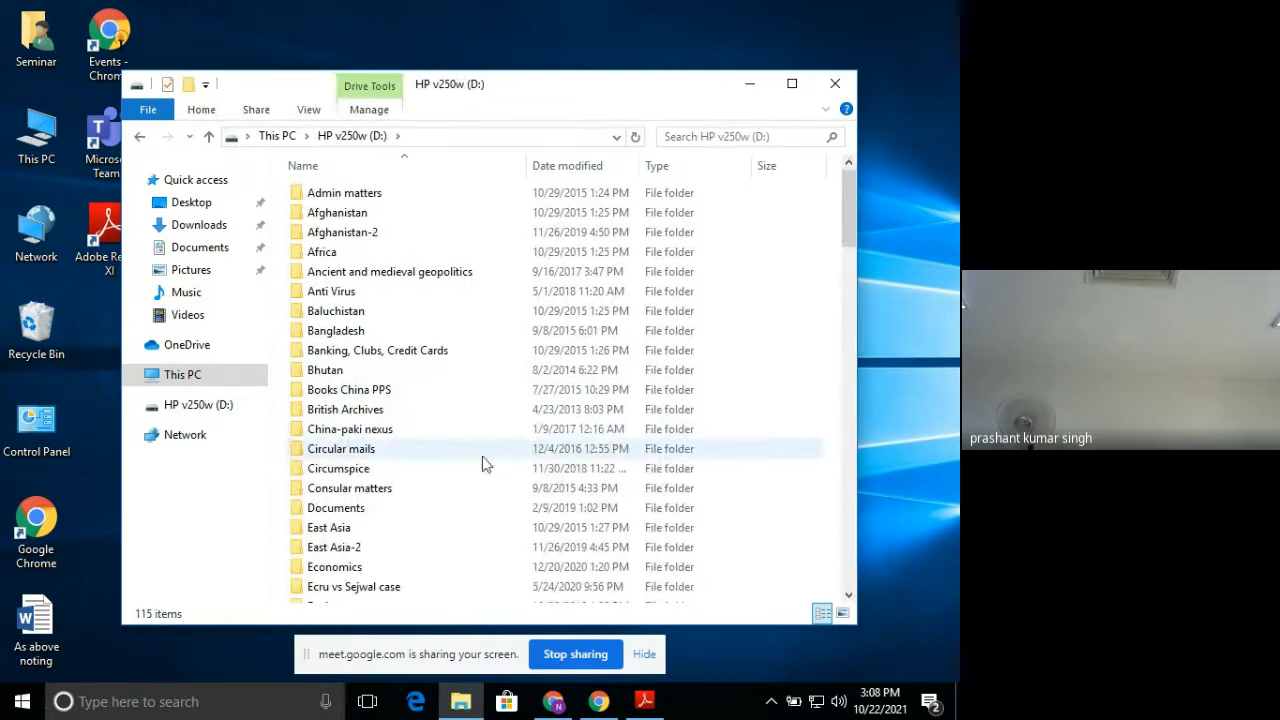 Seminar
Events - Chrom
This PC
Micros
Team
Network
Adobe Re
XI
Recycle Bin
Control Panel
Google Chrome
As above noting
Drive Tools
HP v250w (D:)
File
Home
Share
View
Manage
This PC
HP v250w (D:)
Search HP v250w (D:)
Quick access
Desktop
Downloads
Documents
Pictures
Music
Videos
OneDrive
This PC
HP v250w (D:)
Network
Name Date modified Type Size
Admin matters 10/29/2015 1:24 PM File folder
Afghanistan 10/29/2015 1:25 PM File folder
Afghanistan-2 11/26/2019 4:50 PM File folder
Africa 10/29/2015 1:25 PM File folder
Ancient and medieval geopolitics 9/16/2017 3:47 PM File folder
Anti Virus 5/1/2018 11:20 AM File folder
Baluchistan 10/29/2015 1:25 PM File folder
Bangladesh 9/8/2015 6:01 PM File folder
Banking, Clubs, Credit Cards 10/29/2015 1:26 PM File folder
Bhutan 8/2/2014 6:22 PM File folder
Books China PPS 7/27/2015 10:29 PM File folder
British Archives 4/23/2013 8:03 PM File folder
China-paki nexus 1/9/2017 12:16 AM File folder
Circular mails 12/4/2016 12:55 PM File folder
Circumspice 11/30/2018 11:22 ... File folder
Consular matters 9/8/2015 4:33 PM File folder
Documents 2/9/2019 1:02 PM File folder
East Asia 10/29/2015 1:27 PM File folder
East Asia-2 11/26/2019 4:45 PM File folder
Economics 12/20/2020 1:20 PM File folder
Ecru vs Sejwal case 5/24/2020 9:56 PM File folder
115 items
meet.google.com is sharing your screen. Stop sharing Hide
Type here to search
3:08 PM
10/22/2021
2
prashant kumar singh